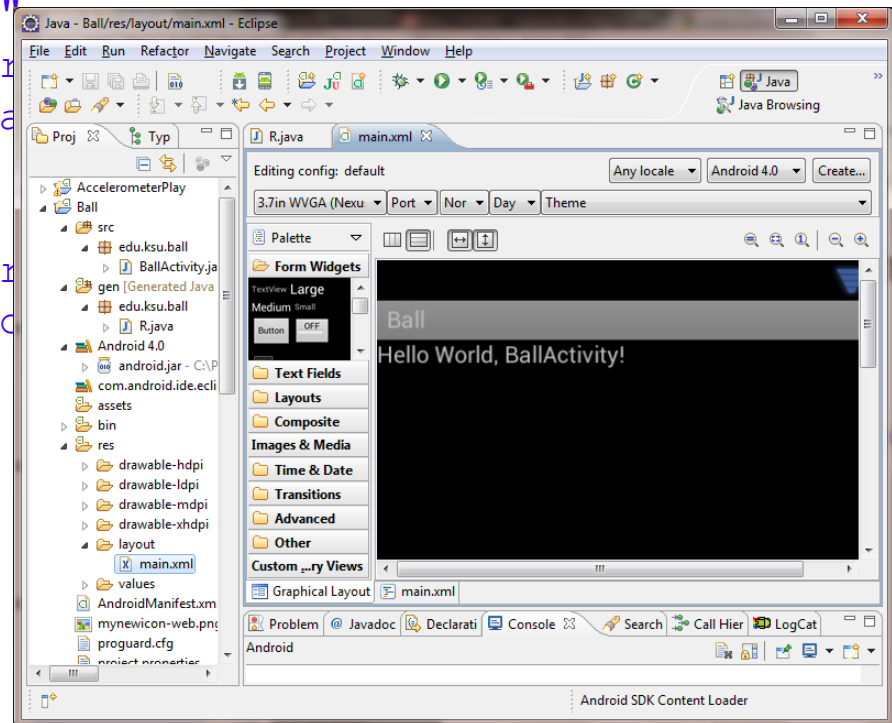 Java - Ball/res/layout/main.xml - Eclipse
File Edit Run Refactor Navigate Search Project Window Help
Java
Java Browsing
Proj Typ
R.java main.xml
Editing config: default Any locale Android 4.0 Create...
3.7in WVGA (Nexu Port Nor Day Theme
AccelerometerPlay
Ball
src
edu.ksu.ball
BallActivity.ja
gen [Generated Java
edu.ksu.ball
R.java
Android 4.0
android.jar - C:\P
com.android.ide.ecli
assets
bin
res
drawable-hdpi
drawable-ldpi
drawable-mdpi
drawable-xhdpi
layout
main.xml
values
AndroidManifest.xm
mynewicon-web.png
proguard.cfg
project.properties
Palette
Form Widgets
TextView Large
Medium Small
Button OFF
Text Fields
Layouts
Composite
Images & Media
Time & Date
Transitions
Advanced
Other
Custom ...ry Views
Ball
Hello World, BallActivity!
Graphical Layout main.xml
Problem Javadoc Declarati Console Search Call Hier LogCat
Android
Android SDK Content Loader